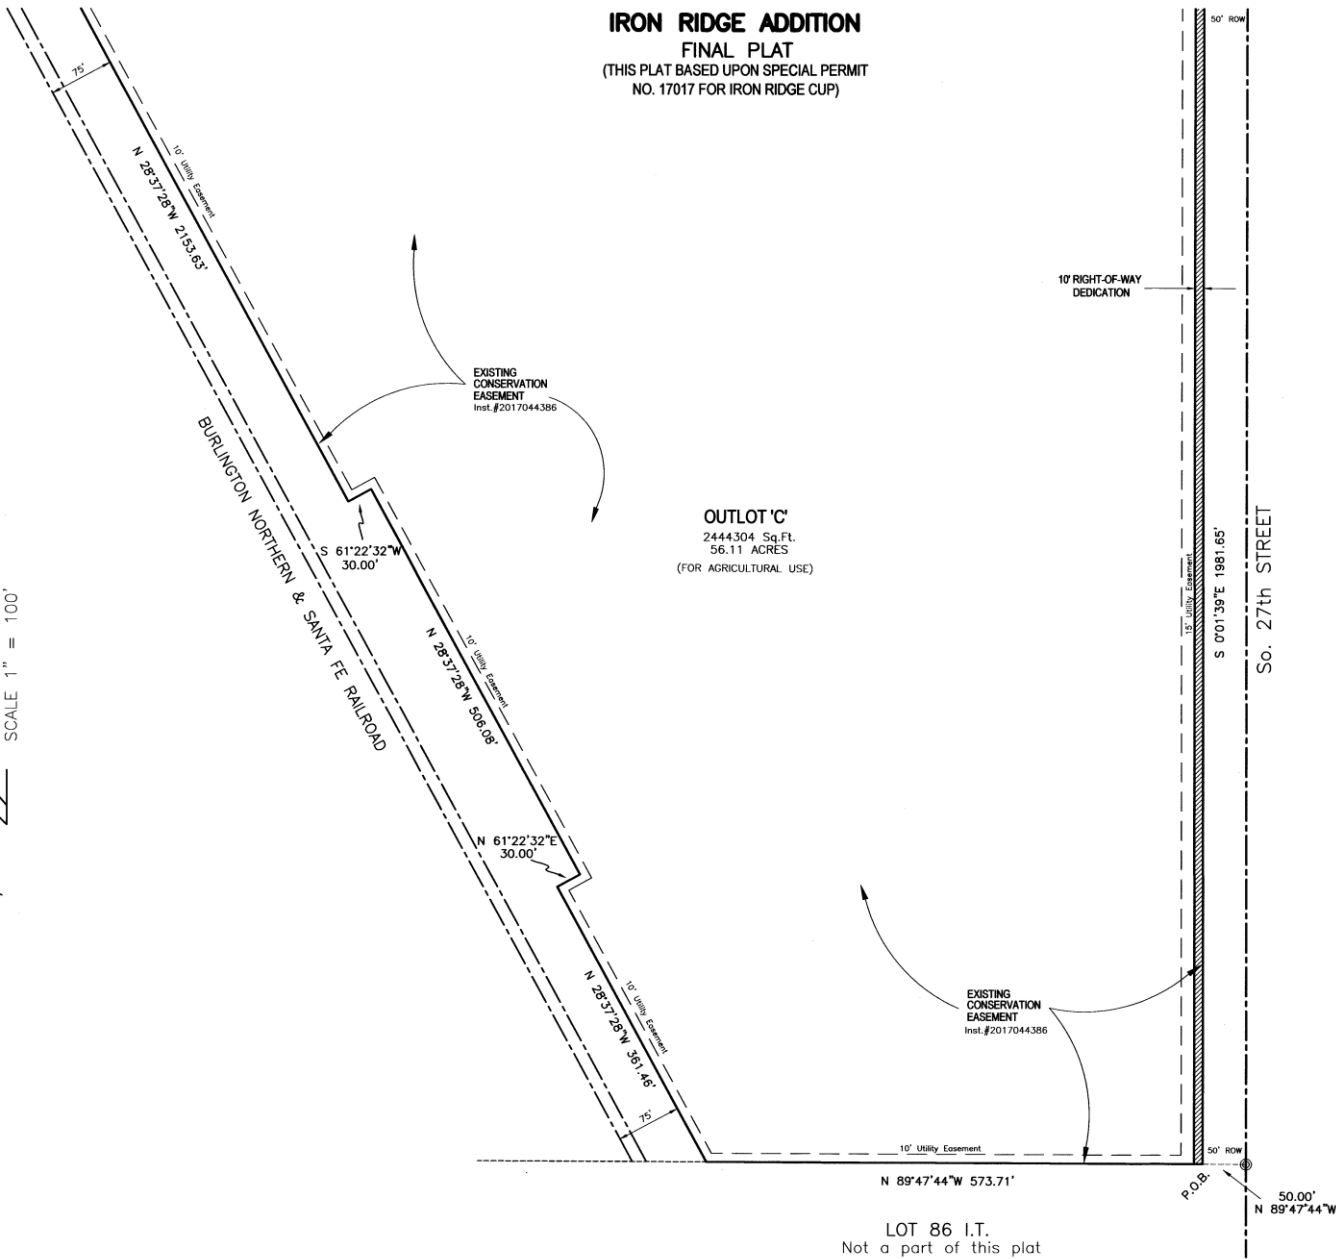 IRON RIDGE ADDITION
FINAL PLAT
(THIS PLAT BASED UPON SPECIAL PERMIT
NO. 17017 FOR IRON RIDGE CUP)
50' ROW
75'
10' Utility Easement
N 28°37'28"W 2153.63'
10' RIGHT-OF-WAY
DEDICATION
EXISTING
CONSERVATION
EASEMENT
Inst.#2017044386
BURLINGTON NORTHERN & SANTA FE RAILROAD
S 61°22'32"W
30.00'
OUTLOT 'C'
2444304 Sq.Ft.
56.11 ACRES
(FOR AGRICULTURAL USE)
15' Utility Easement
S 0°01'39"E 1981.65'
So. 27th STREET
SCALE 1" = 100'
10' Utility Easement
N 28°37'28"W 506.08'
N 61°22'32"E
30.00'
10' Utility Easement
N 28°37'28"W 361.46'
75'
EXISTING
CONSERVATION
EASEMENT
Inst.#2017044386
10' Utility Easement
50' ROW
N 89°47'44"W 573.71'
P.O.B.
50.00'
N 89°47'44"W
LOT 86 I.T.
Not a part of this plat